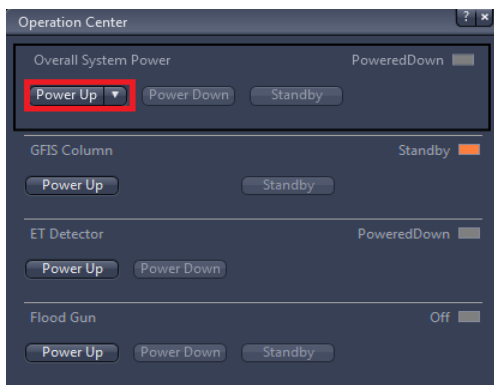 Operation Center ? ×
Overall System Power PoweredDown
Power Up ▼ Power Down Standby
GFIS Column Standby
Power Up Standby
ET Detector PoweredDown
Power Up Power Down
Flood Gun Off
Power Up Power Down Standby